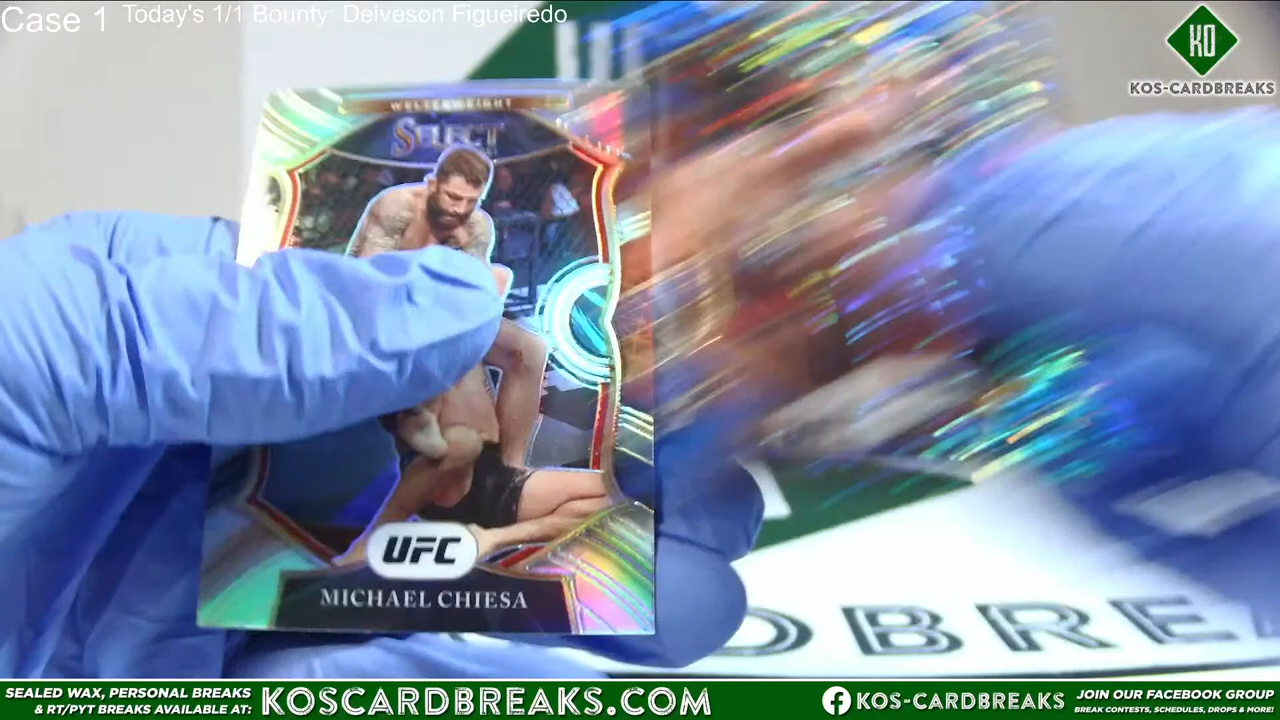 Case 1 Today's 1/1 Bounty: Deiveson Figueiredo
KO
KOS-CARDBREAKS
WELTERWEIGHT
SELECT
UFC
MICHAEL CHIESA
OBREA
SEALED WAX, PERSONAL BREAKS
& RT/PYT BREAKS AVAILABLE AT:
KOSCARDBREAKS.COM
KOS-CARDBREAKS
JOIN OUR FACEBOOK GROUP
BREAK CONTESTS, SCHEDULES, DROPS & MORE!